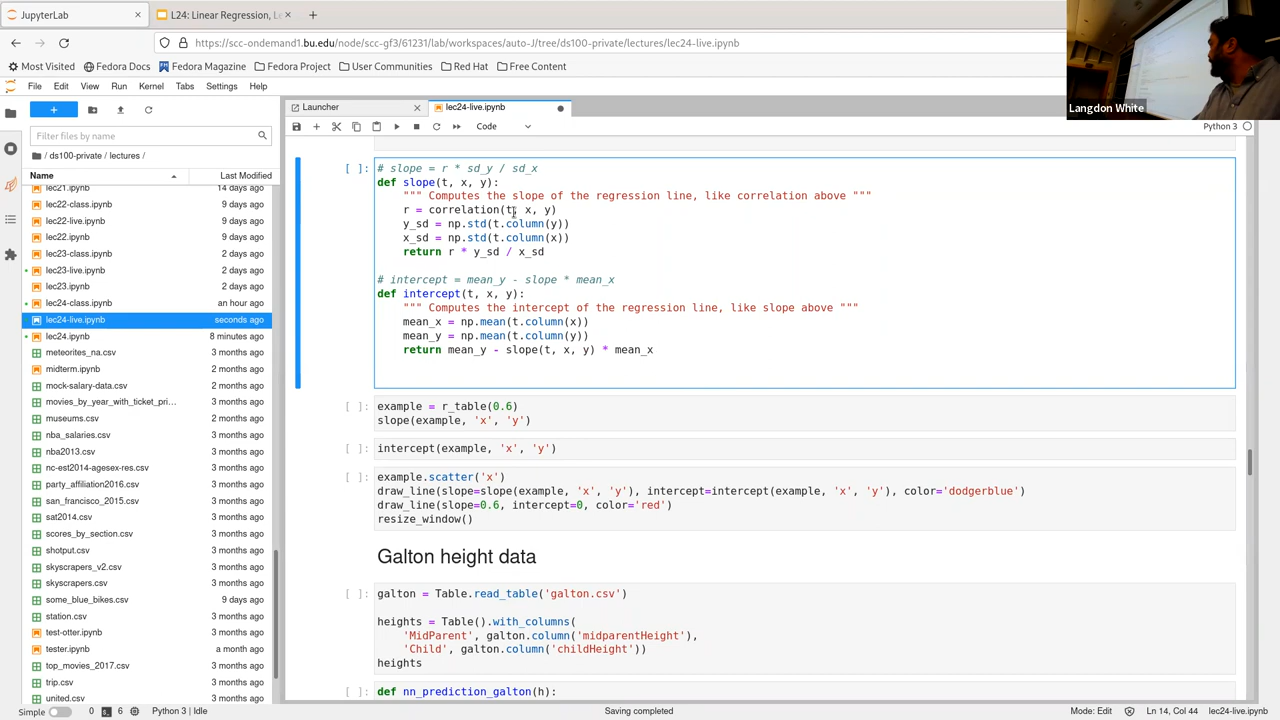 JupyterLab
L24: Linear Regression, Le
https://scc-ondemand1.bu.edu/node/scc-gf3/61231/lab/workspaces/auto-J/tree/ds100-private/lectures/lec24-live.ipynb
Most Visited
Fedora Docs
Fedora Magazine
Fedora Project
User Communities
Red Hat
Free Content
Langdon White
File Edit View Run Kernel Tabs Settings Help
Filter files by name
/ ds100-private / lectures /
Name Last Modified
lec21.ipynb 14 days ago
lec22-class.ipynb 9 days ago
lec22-live.ipynb 9 days ago
lec22.ipynb 9 days ago
lec23-class.ipynb 2 days ago
lec23-live.ipynb 2 days ago
lec23.ipynb 2 days ago
lec24-class.ipynb an hour ago
lec24-live.ipynb seconds ago
lec24.ipynb 8 minutes ago
meteorites_na.csv 3 months ago
midterm.ipynb 2 months ago
mock-salary-data.csv 2 months ago
movies_by_year_with_ticket_pri… 3 months ago
museums.csv 2 months ago
nba_salaries.csv 3 months ago
nba2013.csv 3 months ago
nc-est2014-agesex-res.csv 3 months ago
party_affiliation2016.csv 3 months ago
san_francisco_2015.csv 3 months ago
sat2014.csv 3 months ago
scores_by_section.csv 3 months ago
shotput.csv 3 months ago
skyscrapers_v2.csv 3 months ago
skyscrapers.csv 3 months ago
some_blue_bikes.csv 9 days ago
station.csv 3 months ago
test-otter.ipynb 3 months ago
tester.ipynb a month ago
top_movies_2017.csv 3 months ago
trip.csv 3 months ago
united.csv 3 months ago
Launcher
lec24-live.ipynb
Code
Python 3
[ ]:
# slope = r * sd_y / sd_x
def slope(t, x, y):
""" Computes the slope of the regression line, like correlation above """
r = correlation(t, x, y)
y_sd = np.std(t.column(y))
x_sd = np.std(t.column(x))
return r * y_sd / x_sd
# intercept = mean_y - slope * mean_x
def intercept(t, x, y):
""" Computes the intercept of the regression line, like slope above """
mean_x = np.mean(t.column(x))
mean_y = np.mean(t.column(y))
return mean_y - slope(t, x, y) * mean_x
[ ]:
example = r_table(0.6)
slope(example, 'x', 'y')
[ ]:
intercept(example, 'x', 'y')
[ ]:
example.scatter('x')
draw_line(slope=slope(example, 'x', 'y'), intercept=intercept(example, 'x', 'y'), color='dodgerblue')
draw_line(slope=0.6, intercept=0, color='red')
resize_window()
Galton height data
[ ]:
galton = Table.read_table('galton.csv')
heights = Table().with_columns(
'MidParent', galton.column('midparentHeight'),
'Child', galton.column('childHeight'))
heights
[ ]:
def nn_prediction_galton(h):
Simple 0 6 Python 3 | Idle
Saving completed
Mode: Edit Ln 14, Col 44 lec24-live.ipynb